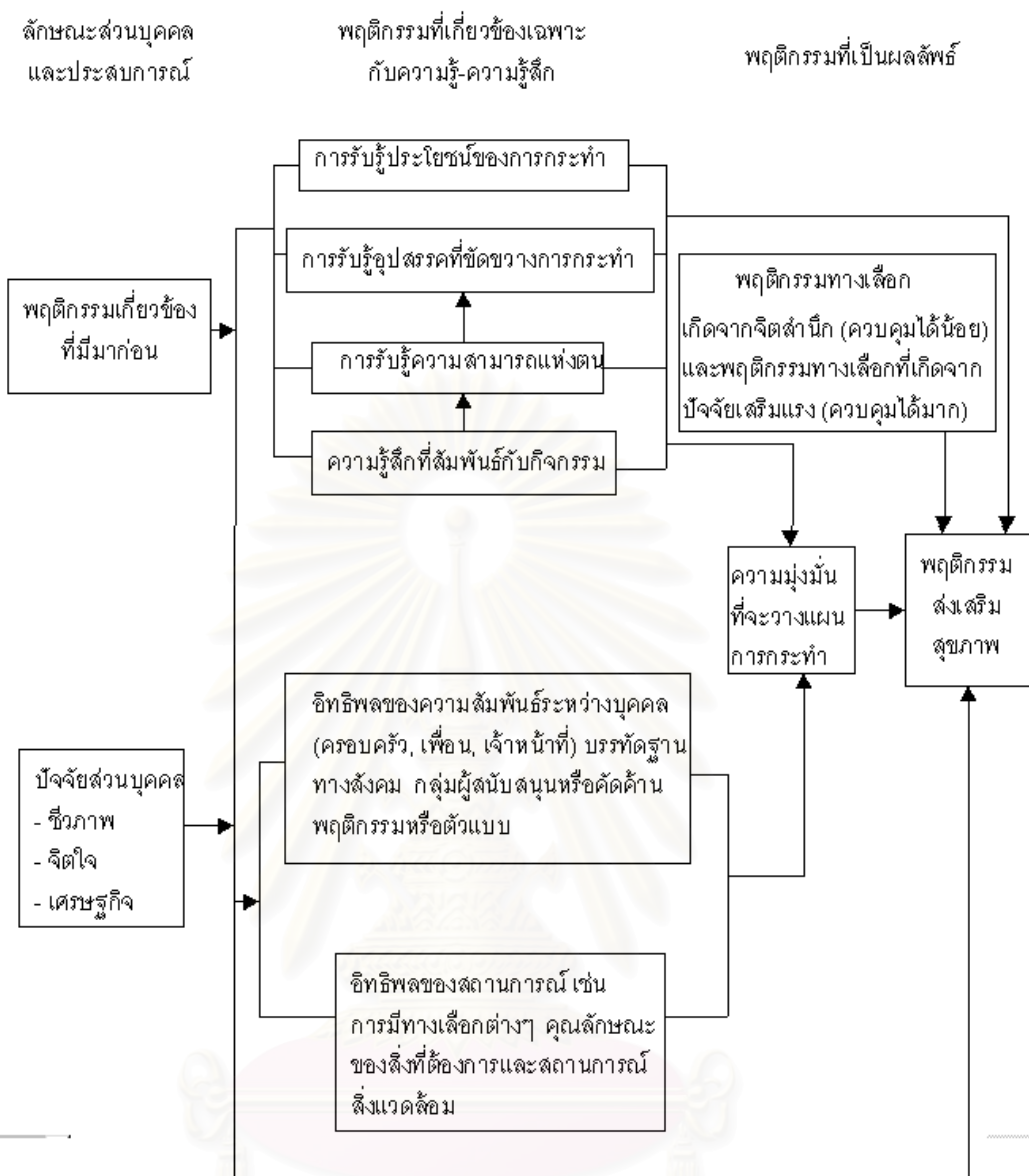 ลักษณะส่วนบุคคล
และประสบการณ์
พฤติกรรมที่เกี่ยวข้องเฉพาะ
กับความรู้-ความรู้สึก
พฤติกรรมที่เป็นผลลัพธ์
การรับรู้ประโยชน์ของการกระทำ
การรับรู้อุปสรรคที่ขัดขวางการกระทำ
การรับรู้ความสามารถแห่งตน
ความรู้สึกที่สัมพันธ์กับกิจกรรม
พฤติกรรมเกี่ยวข้อง
ที่มีมาก่อน
พฤติกรรมทางเลือก
เกิดจากจิตสำนึก (ควบคุมได้น้อย)
และพฤติกรรมทางเลือกที่เกิดจาก
ปัจจัยเสริมแรง (ควบคุมได้มาก)
ความมุ่งมั่น
ที่จะวางแผน
การกระทำ
พฤติกรรม
ส่งเสริม
สุขภาพ
ปัจจัยส่วนบุคคล
- ชีวภาพ
- จิตใจ
- เศรษฐกิจ
อิทธิพลของความสัมพันธ์ระหว่างบุคคล
(ครอบครัว, เพื่อน, เจ้าหน้าที่) บรรทัดฐาน
ทางสังคม กลุ่มผู้สนับสนุนหรือคัดค้าน
พฤติกรรมหรือตัวแบบ
อิทธิพลของสถานการณ์ เช่น
การมีทางเลือกต่างๆ คุณลักษณะ
ของสิ่งที่ต้องการและสถานการณ์
สิ่งแวดล้อม